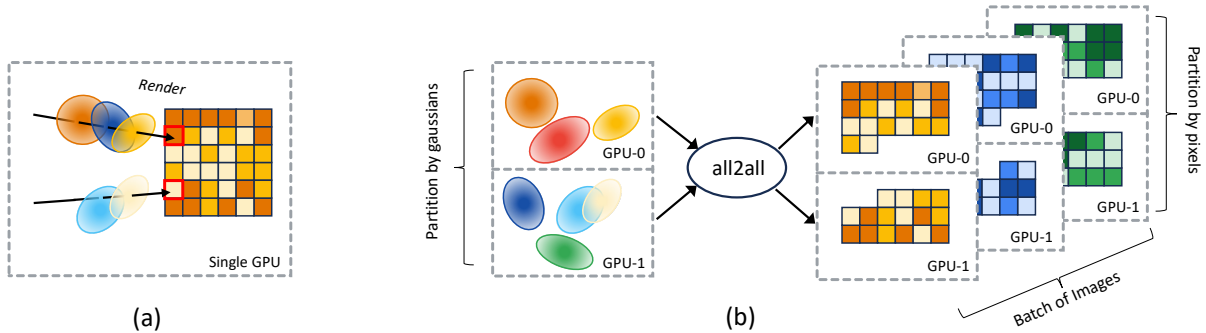 Render
Single GPU
(a)
Partition by gaussians
GPU-0
GPU-1
all2all
GPU-0
GPU-1
GPU-0
GPU-1
GPU-0
GPU-1
Partition by pixels
Batch of Images
(b)